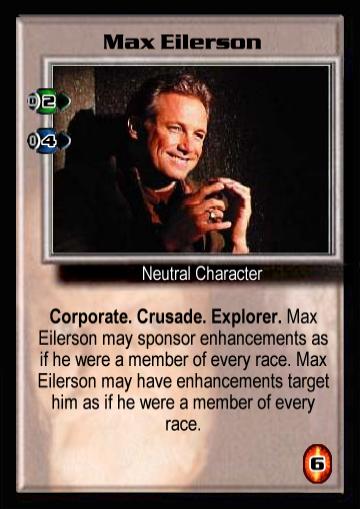 Max Eilerson
2
4
Neutral Character
Corporate. Crusade. Explorer. Max
Eilerson may sponsor enhancements as
if he were a member of every race. Max
Eilerson may have enhancements target
him as if he were a member of every
race.
6